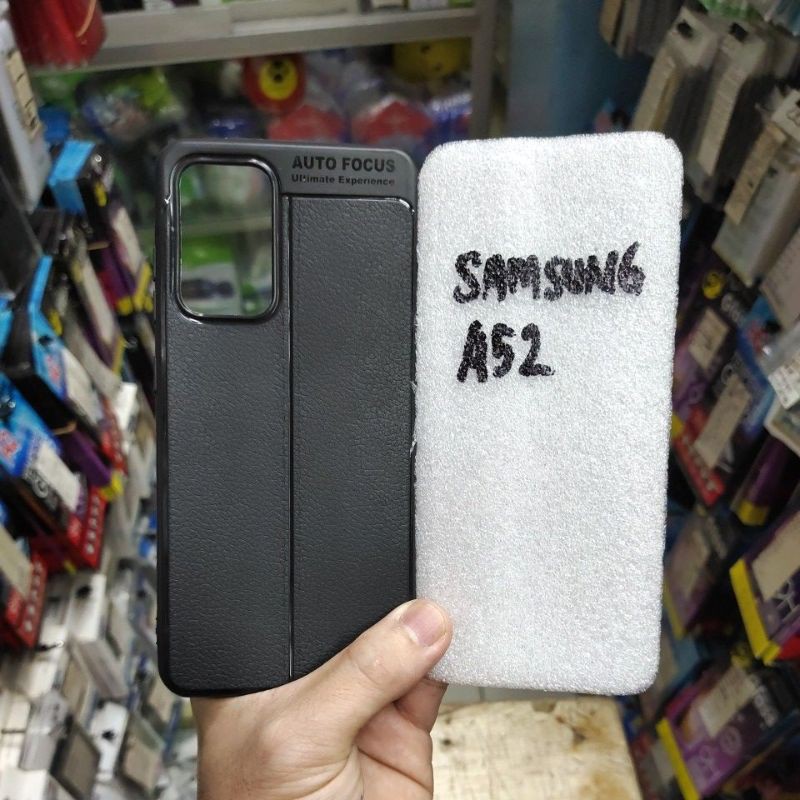 AUTO FOCUS
Ultimate Experience
SAMSUNG
A52